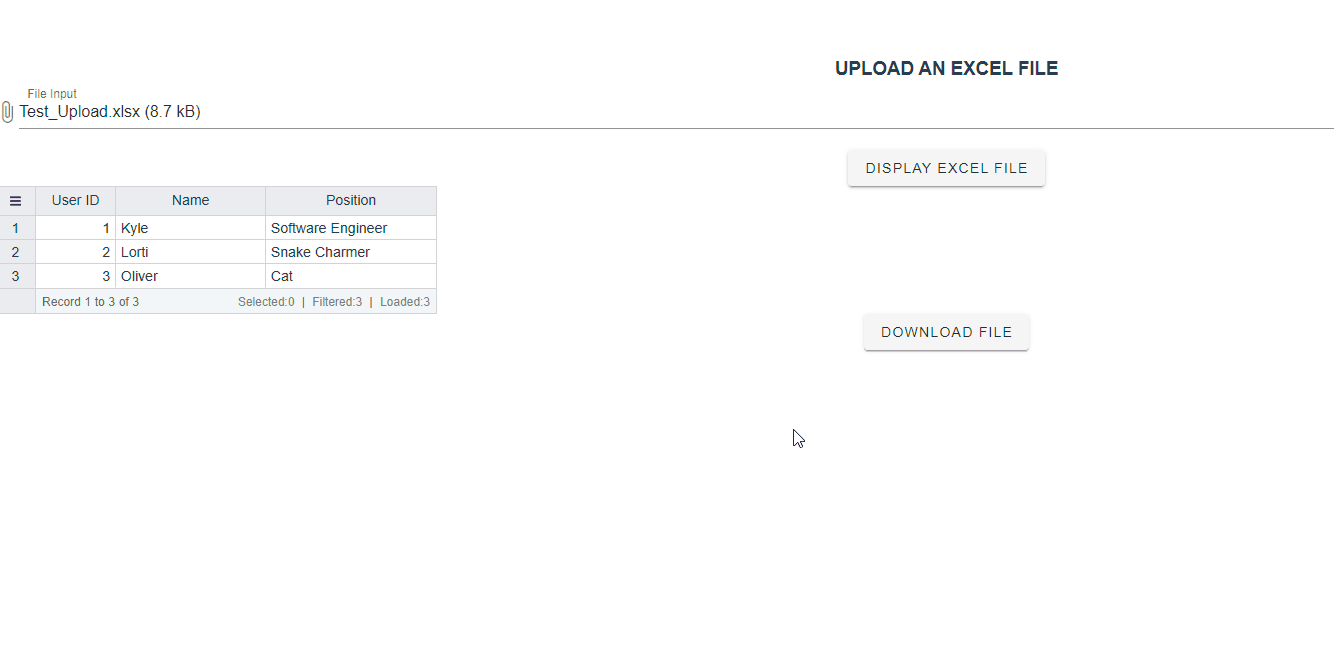 UPLOAD AN EXCEL FILE
File Input
Test_Upload.xlsx (8.7 kB)
DISPLAY EXCEL FILE
User ID Name Position
1 1 Kyle Software Engineer
2 2 Lorti Snake Charmer
3 3 Oliver Cat
Record 1 to 3 of 3 Selected:0 | Filtered:3 | Loaded:3
DOWNLOAD FILE